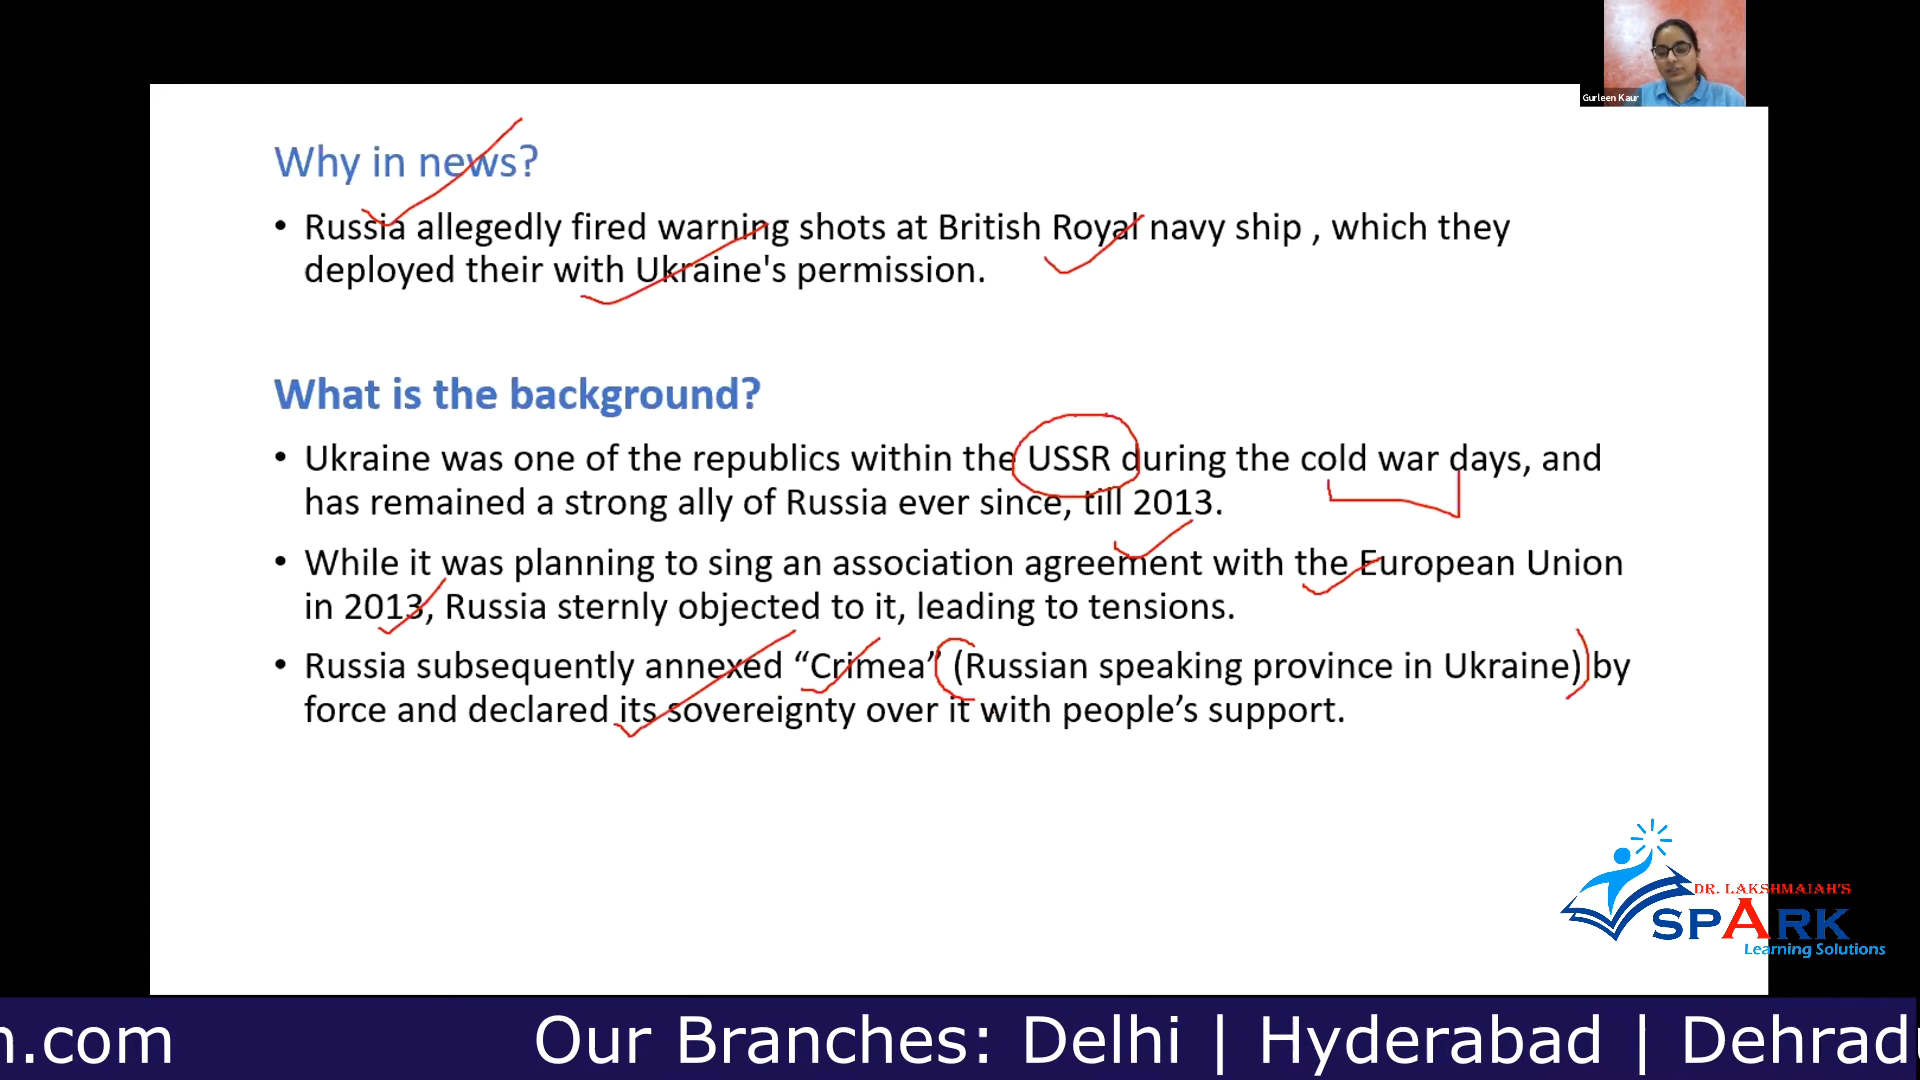 Gurleen Kaur
Why in news?
• Russia allegedly fired warning shots at British Royal navy ship , which they
deployed their with Ukraine's permission.
What is the background?
• Ukraine was one of the republics within the USSR during the cold war days, and
has remained a strong ally of Russia ever since, till 2013.
• While it was planning to sing an association agreement with the European Union
in 2013, Russia sternly objected to it, leading to tensions.
• Russia subsequently annexed “Crimea” (Russian speaking province in Ukraine) by
force and declared its sovereignty over it with people’s support.
DR. LAKSHMAIAH'S
SPARK
Learning Solutions
n.com Our Branches: Delhi | Hyderabad | Dehrad